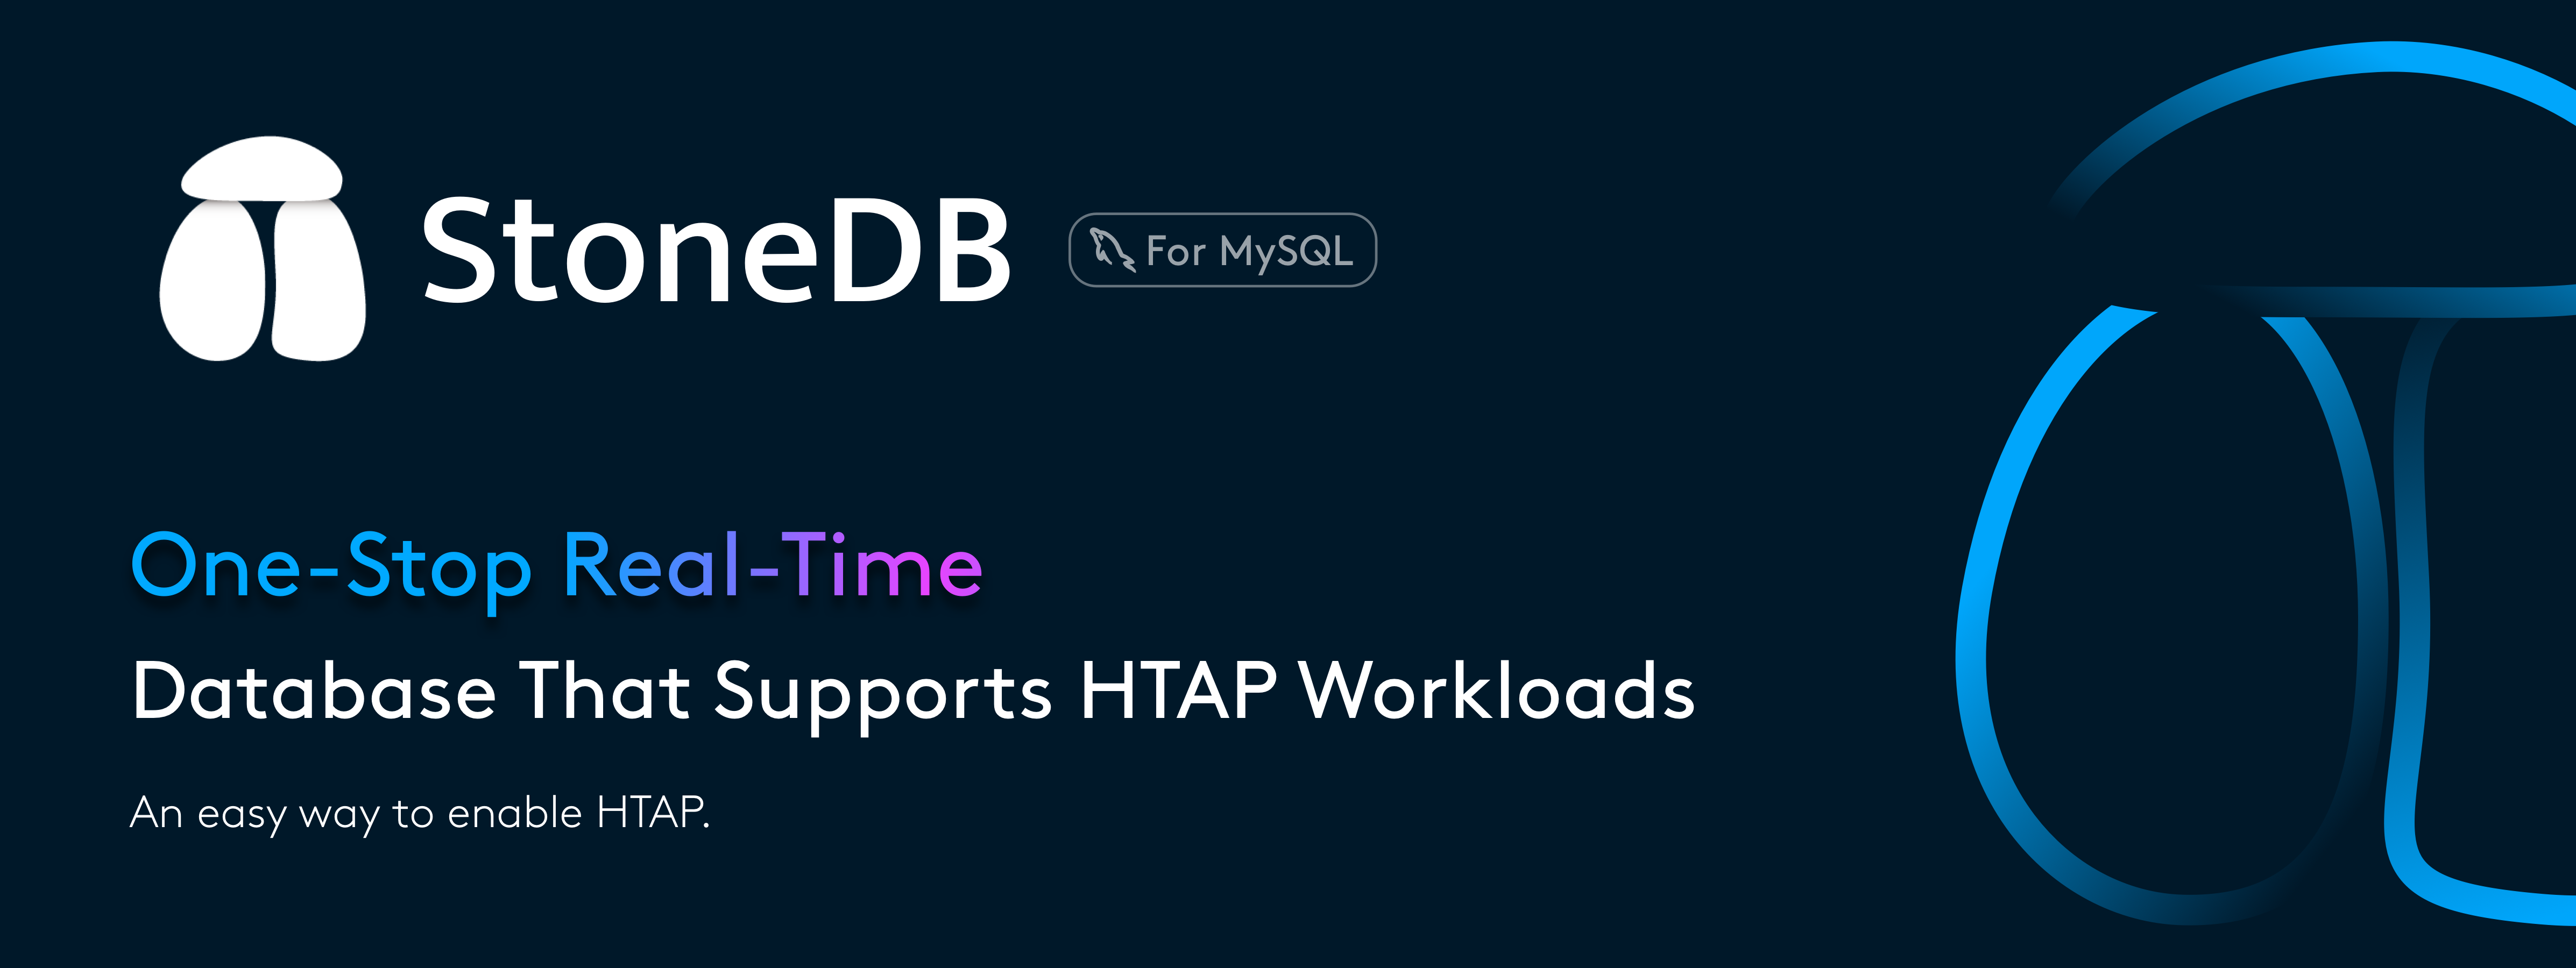 StoneDB
For MySQL
One-Stop Real-Time
Database That Supports HTAP Workloads
An easy way to enable HTAP.